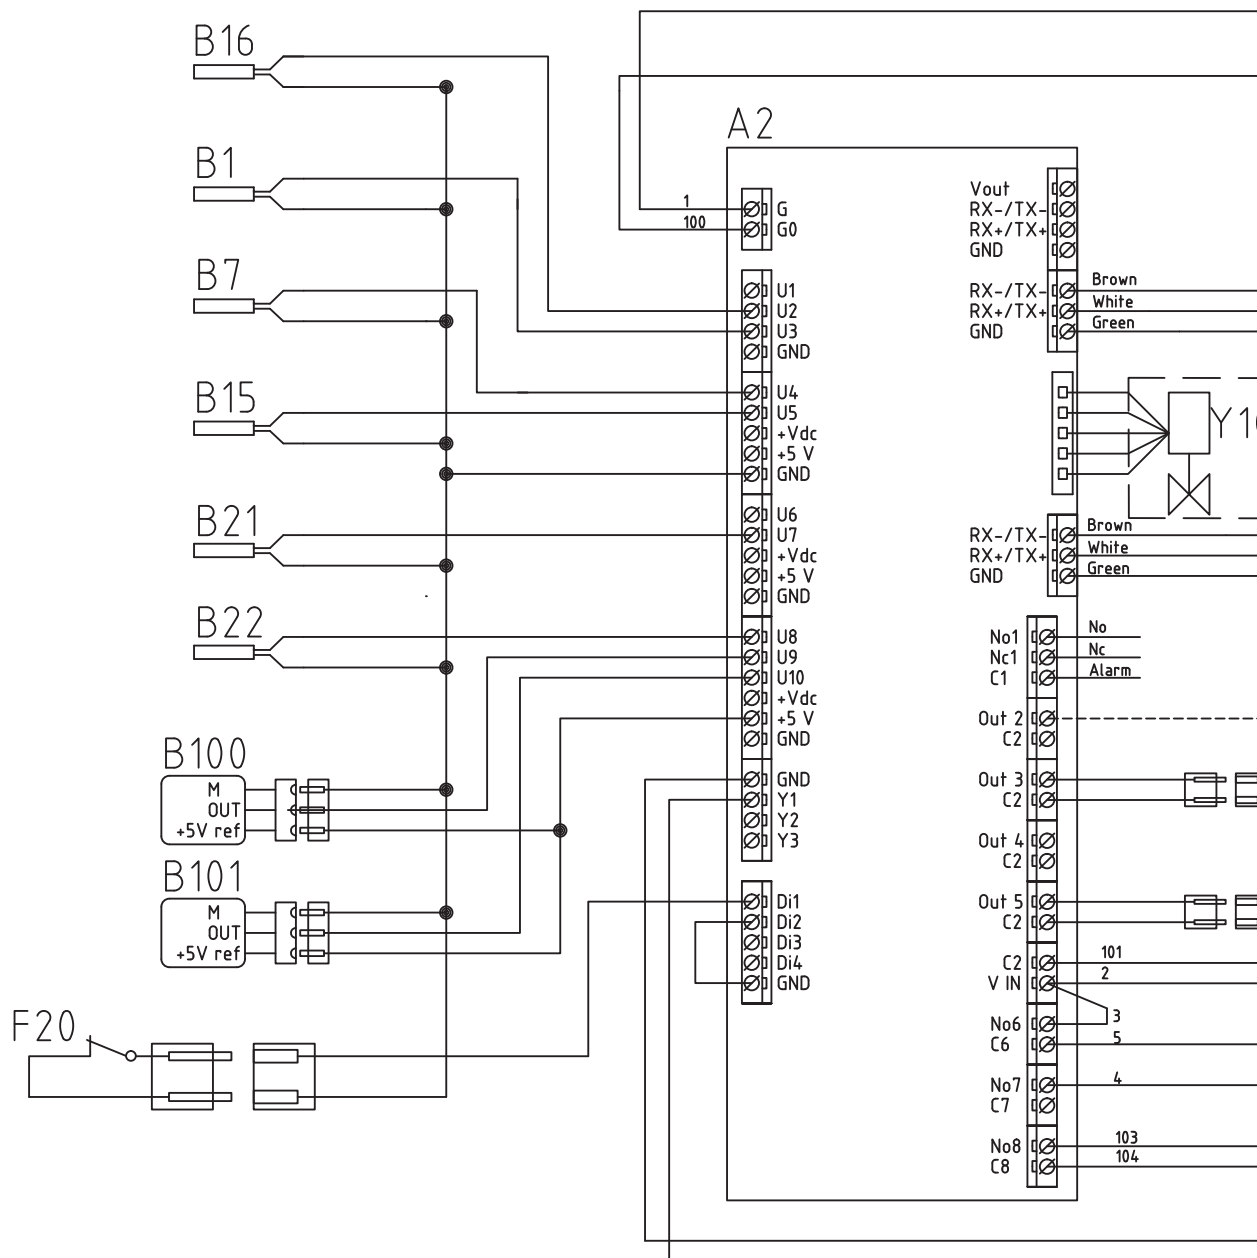 B16
B1
B7
B15
B21
B22
B100
M
OUT
+5V ref
B101
M
OUT
+5V ref
F20
A2
1
100
G
G0
U1
U2
U3
GND
U4
U5
+Vdc
+5 V
GND
U6
U7
+Vdc
+5 V
GND
U8
U9
U10
+Vdc
+5 V
GND
GND
Y1
Y2
Y3
Di1
Di2
Di3
Di4
GND
Vout
RX-/TX-
RX+/TX+
GND
RX-/TX- Brown
RX+/TX+ White
GND Green
RX-/TX- Brown
RX+/TX+ White
GND Green
No1 No
Nc1 Nc
C1 Alarm
Out 2
C2
Out 3
C2
Out 4
C2
Out 5
C2
C2 101
V IN 2
No6 3
C6 5
No7 4
C7
No8 103
C8 104